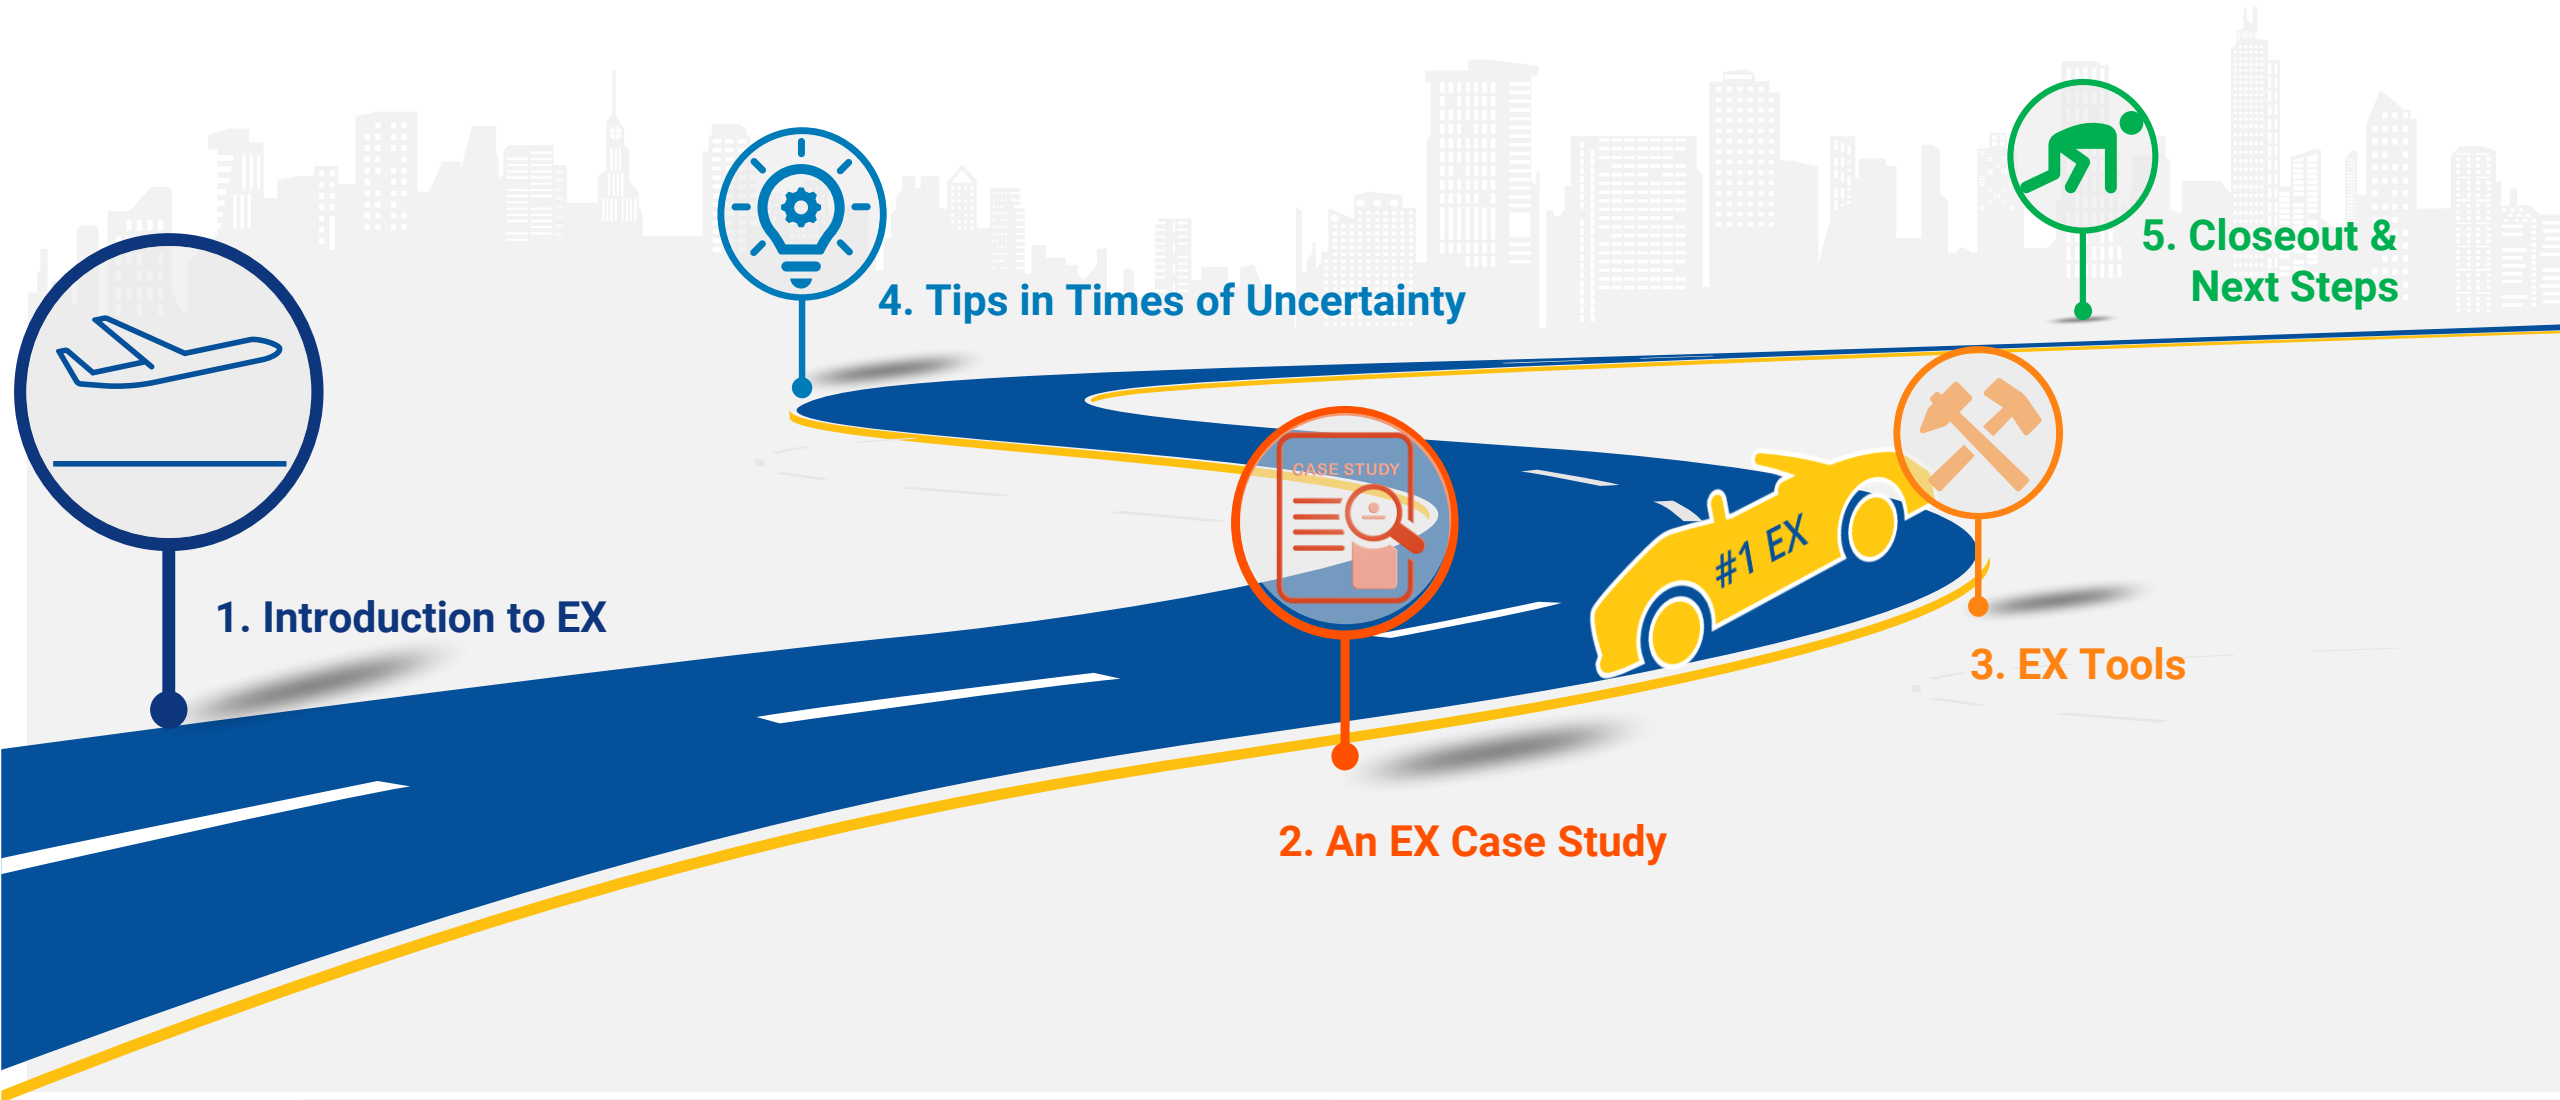 1. Introduction to EX
CASE STUDY
2. An EX Case Study
#1 EX
3. EX Tools
4. Tips in Times of Uncertainty
5. Closeout &
Next Steps